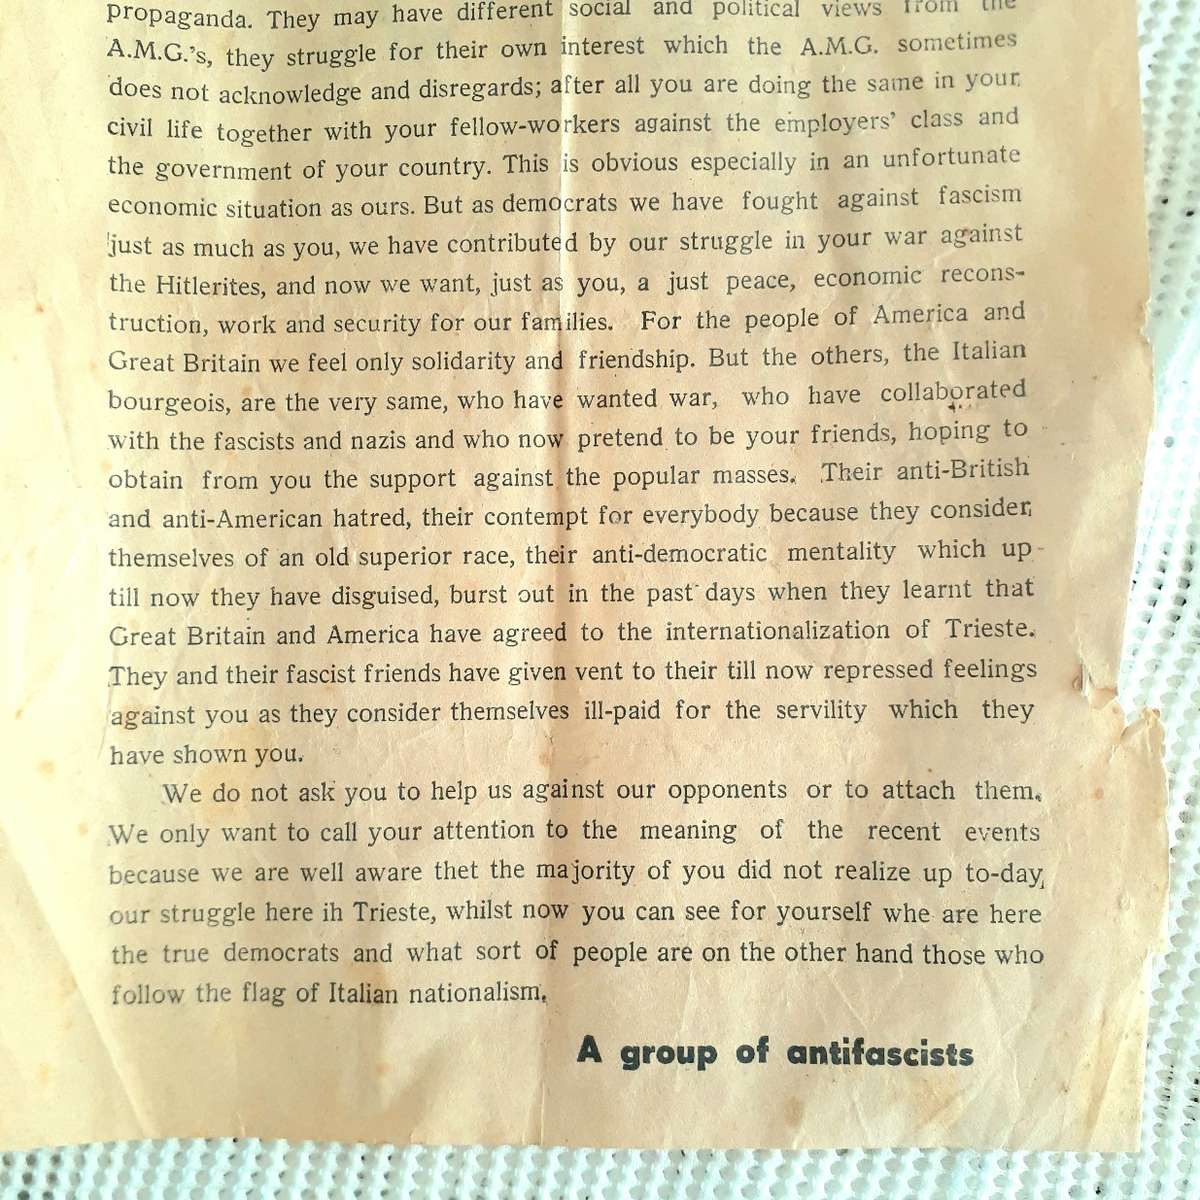 propaganda. They may have different social and political views from the
A.M.G.'s, they struggle for their own interest which the A.M.G. sometimes
does not acknowledge and disregards; after all you are doing the same in your
civil life together with your fellow-workers against the employers' class and
the government of your country. This is obvious especially in an unfortunate
economic situation as ours. But as democrats we have fought against fascism
just as much as you, we have contributed by our struggle in your war against
the Hitlerites, and now we want, just as you, a just peace, economic recons-
truction, work and security for our families. For the people of America and
Great Britain we feel only solidarity and friendship. But the others, the Italian
bourgeois, are the very same, who have wanted war, who have collaborated
with the fascists and nazis and who now pretend to be your friends, hoping to
obtain from you the support against the popular masses. Their anti-British
and anti-American hatred, their contempt for everybody because they consider
themselves of an old superior race, their anti-democratic mentality which up
till now they have disguised, burst out in the past days when they learnt that
Great Britain and America have agreed to the internationalization of Trieste.
They and their fascist friends have given vent to their till now repressed feelings
against you as they consider themselves ill-paid for the servility which they
have shown you.
We do not ask you to help us against our opponents or to attach them.
We only want to call your attention to the meaning of the recent events
because we are well aware thet the majority of you did not realize up to-day,
our struggle here ih Trieste, whilst now you can see for yourself whe are here
the true democrats and what sort of people are on the other hand those who
follow the flag of Italian nationalism.
A group of antifascists